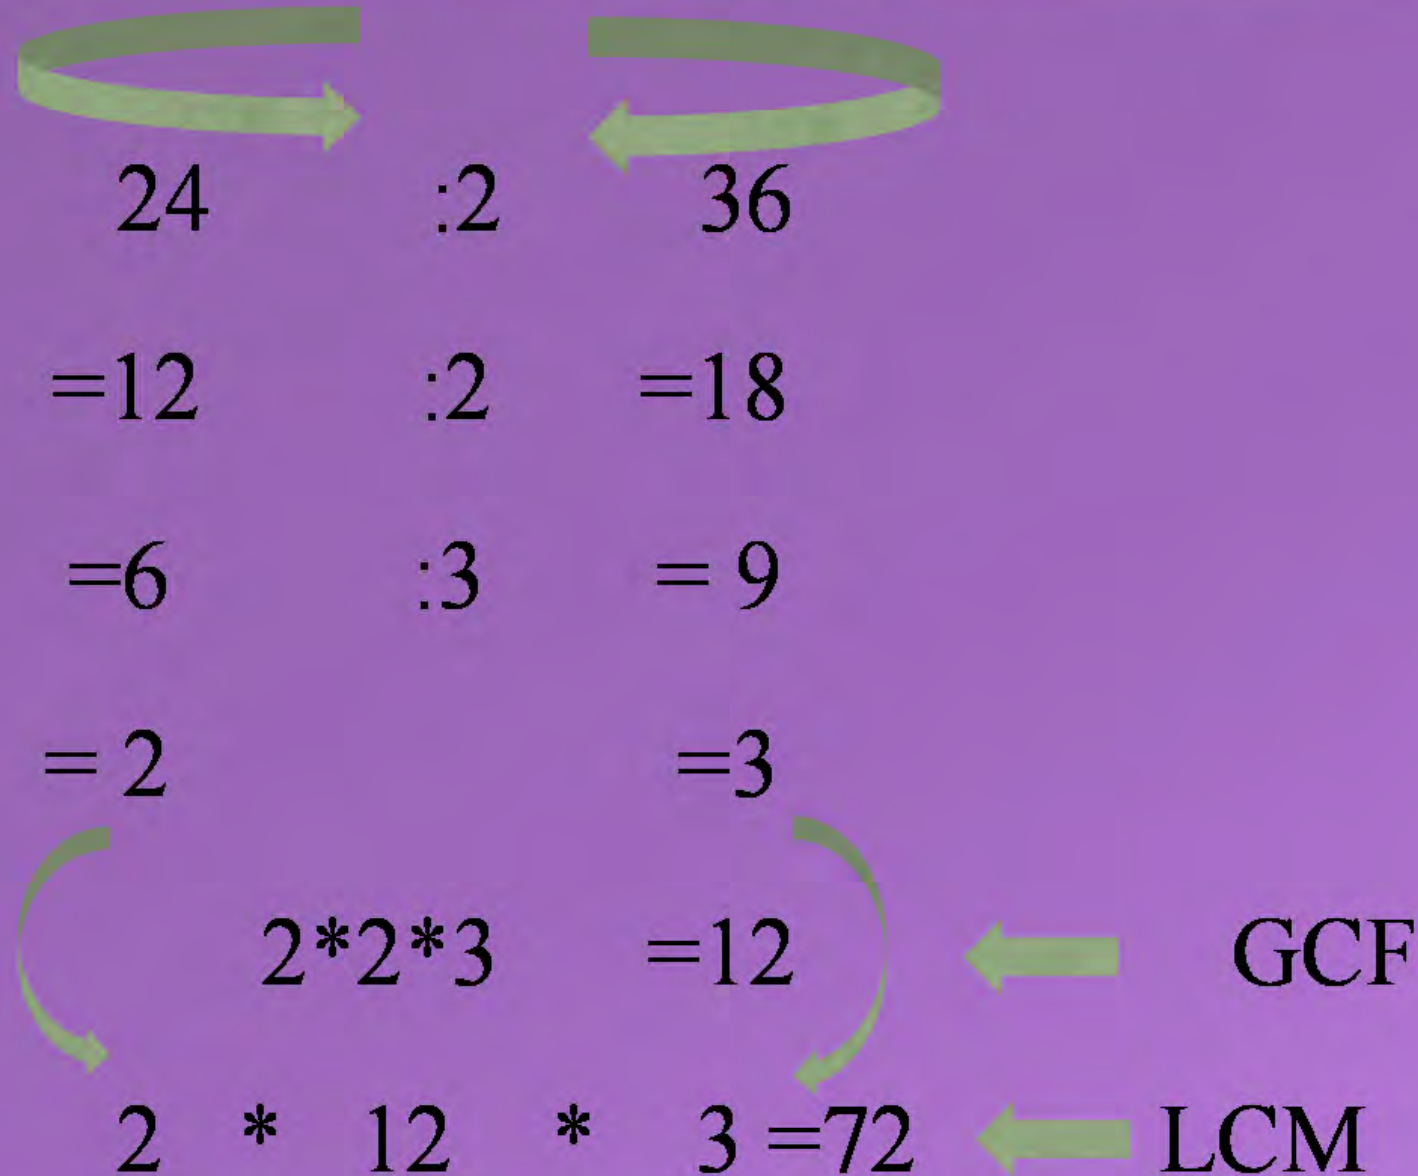 24 :2 36
=12 :2 =18
=6 :3 = 9
= 2 =3
2*2*3 =12 GCF
2 * 12 * 3 =72 LCM